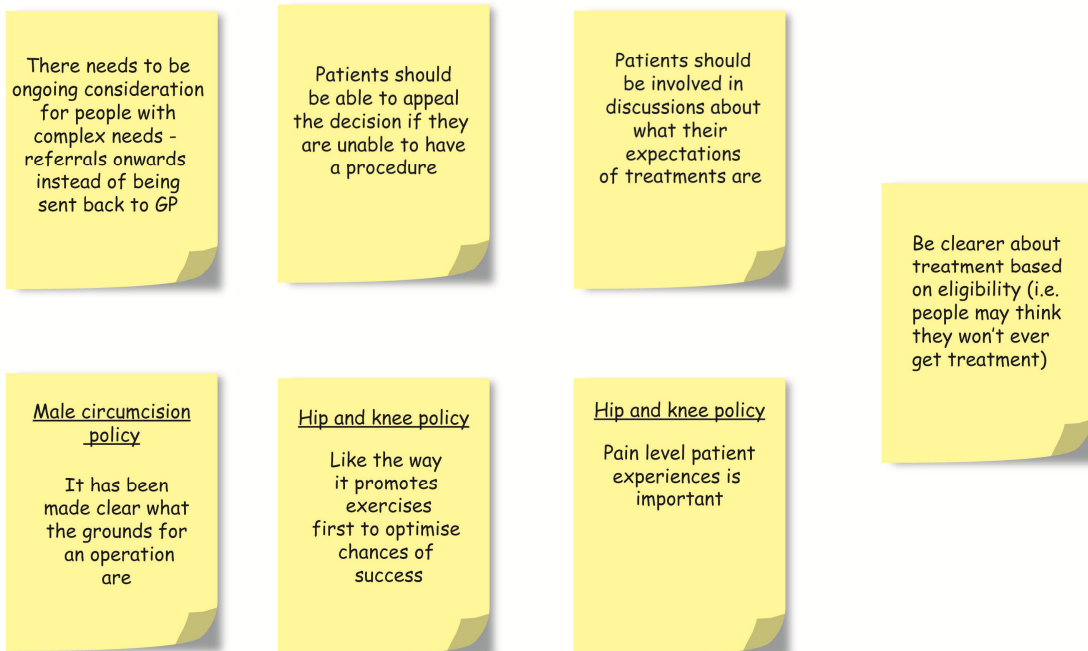 There needs to be
ongoing consideration
for people with
complex needs -
referrals onwards
instead of being
sent back to GP
Patients should
be able to appeal
the decision if they
are unable to have
a procedure
Patients should
be involved in
discussions about
what their
expectations
of treatments are
Be clearer about
treatment based
on eligibility (i.e.
people may think
they won't ever
get treatment)
Male circumcision
policy
It has been
made clear what
the grounds for
an operation
are
Hip and knee policy
Like the way
it promotes
exercises
first to optimise
chances of
success
Hip and knee policy
Pain level patient
experiences is
important